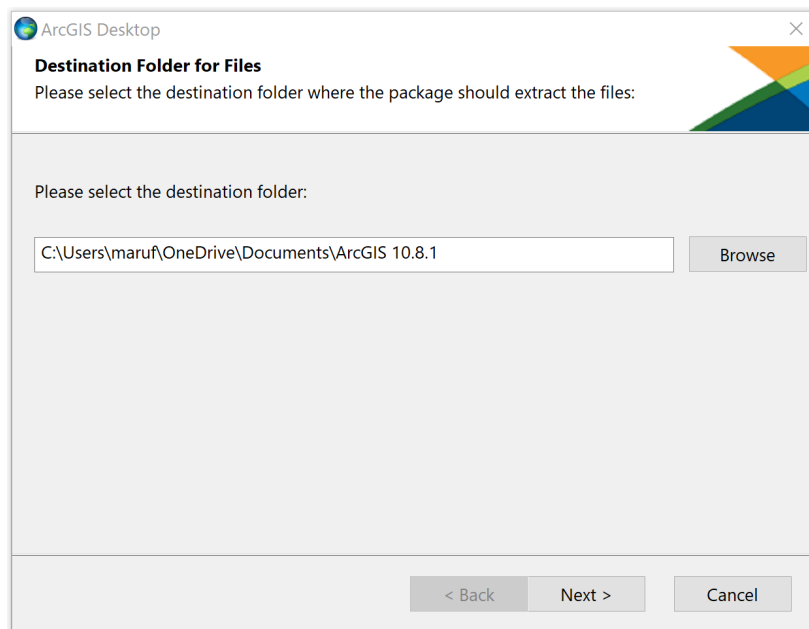 ArcGIS Desktop
Destination Folder for Files
Please select the destination folder where the package should extract the files:
Please select the destination folder:
C:\Users\maruf\OneDrive\Documents\ArcGIS 10.8.1
Browse
< Back
Next >
Cancel